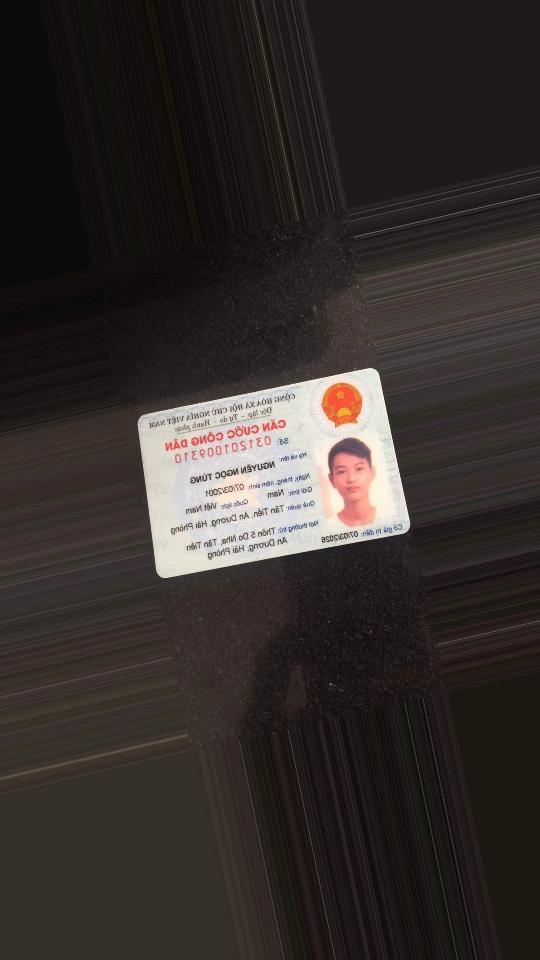 CỘNG HÒA XÃ HỘI CHỦ NGHĨA VIỆT NAM
Độc lập - Tự do - Hạnh phúc
CĂN CƯỚC CÔNG DÂN
Số: 031201009310
Họ và tên:
NGUYỄN NGỌC TÙNG
Ngày, tháng, năm sinh: 07/03/2001
Giới tính: Nam Quốc tịch: Việt Nam
Quê quán: Tân Tiến, An Dương, Hải Phòng
Nơi thường trú: Thôn 5 Do Nha, Tân Tiến
An Dương, Hải Phòng
Có giá trị đến: 07/03/2026